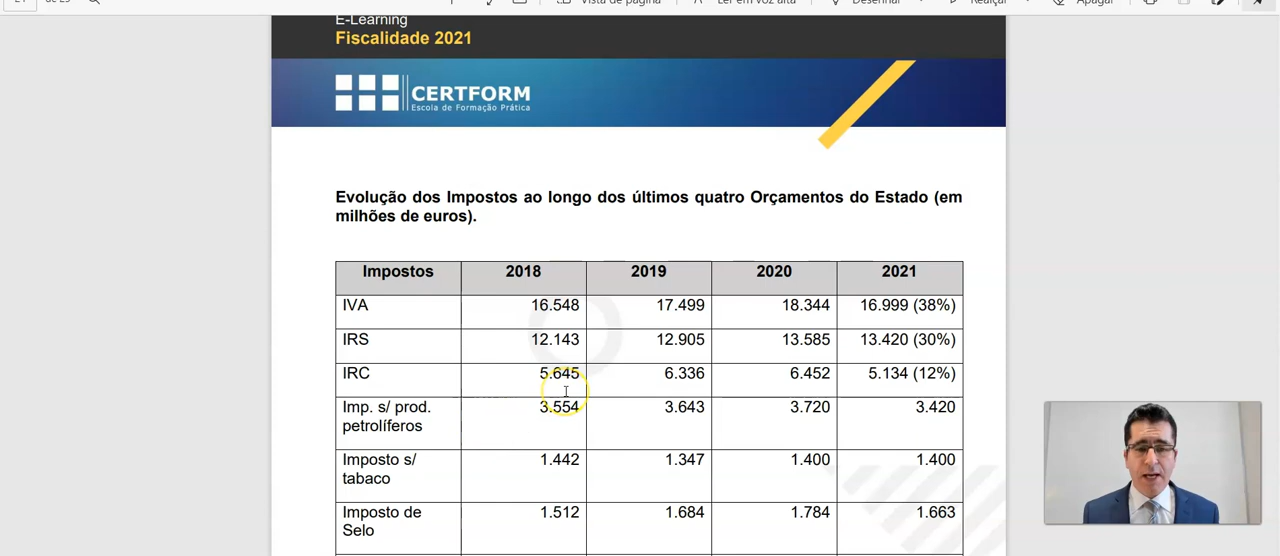 de 25
Vista de página
Ler em voz alta
Desenhar
Realçar
Apagar
E-Learning
Fiscalidade 2021
CERTFORM
Escola de Formação Prática
Evolução dos Impostos ao longo dos últimos quatro Orçamentos do Estado (em
milhões de euros).
Impostos 2018 2019 2020 2021
IVA 16.548 17.499 18.344 16.999 (38%)
IRS 12.143 12.905 13.585 13.420 (30%)
IRC 5.645 6.336 6.452 5.134 (12%)
Imp. s/ prod.
petrolíferos 3.554 3.643 3.720 3.420
Imposto s/
tabaco 1.442 1.347 1.400 1.400
Imposto de
Selo 1.512 1.684 1.784 1.663